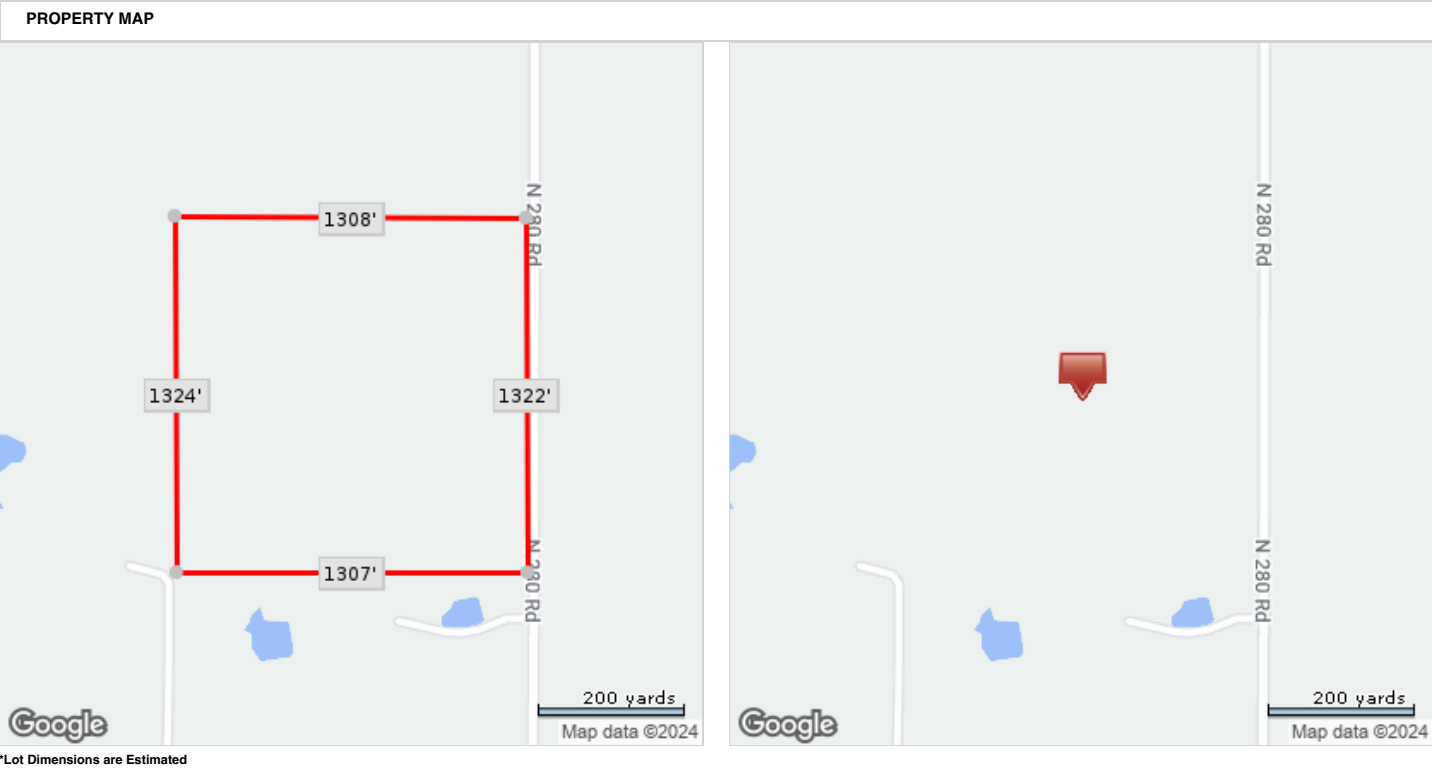 PROPERTY MAP
N 280 Rd
1308'
1324'
1322'
1307'
N 280 Rd
200 yards
Google
Map data ©2024
N 280 Rd
N 280 Rd
200 yards
Google
Map data ©2024
*Lot Dimensions are Estimated